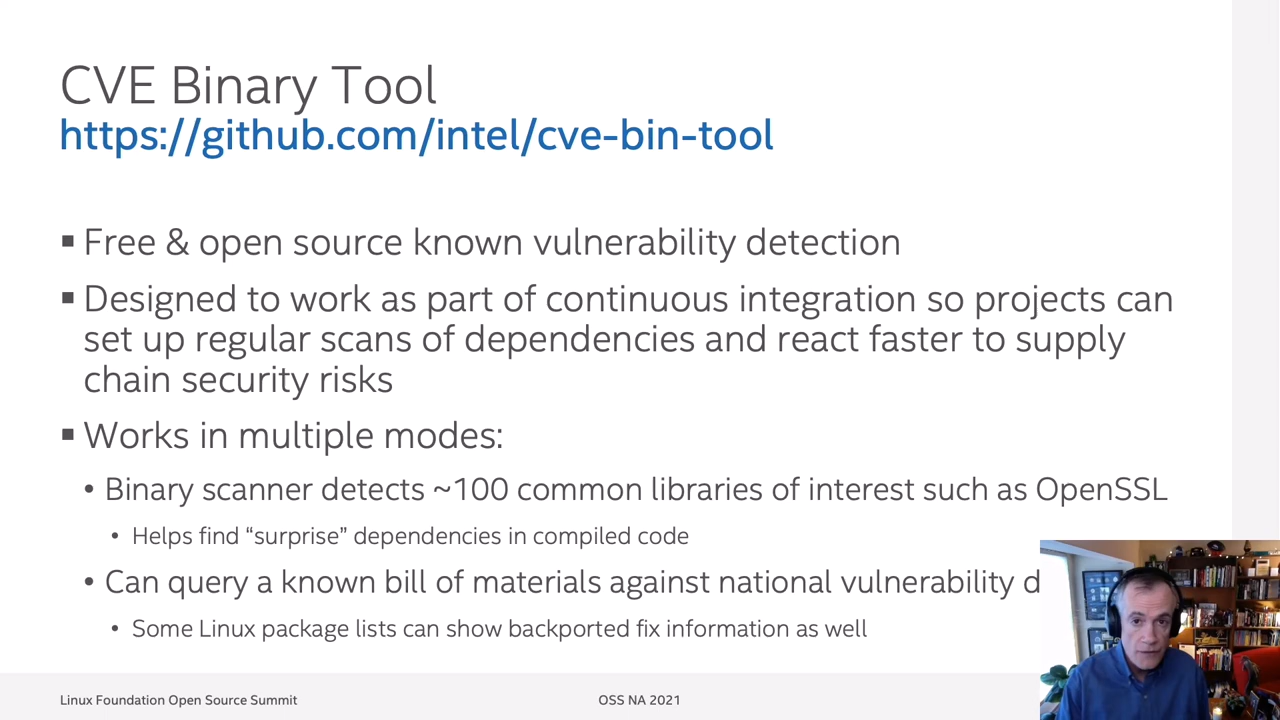 CVE Binary Tool
https://github.com/intel/cve-bin-tool
▪ Free & open source known vulnerability detection
▪ Designed to work as part of continuous integration so projects can
set up regular scans of dependencies and react faster to supply
chain security risks
▪ Works in multiple modes:
• Binary scanner detects ~100 common libraries of interest such as OpenSSL
• Helps find “surprise” dependencies in compiled code
• Can query a known bill of materials against national vulnerability d
• Some Linux package lists can show backported fix information as well
Linux Foundation Open Source Summit
OSS NA 2021